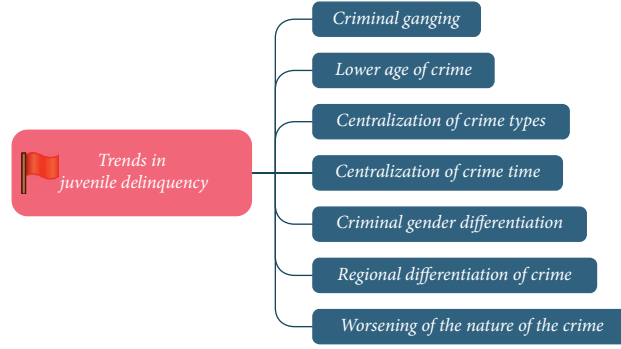 Trends in
juvenile delinquency
Criminal ganging
Lower age of crime
Centralization of crime types
Centralization of crime time
Criminal gender differentiation
Regional differentiation of crime
Worsening of the nature of the crime